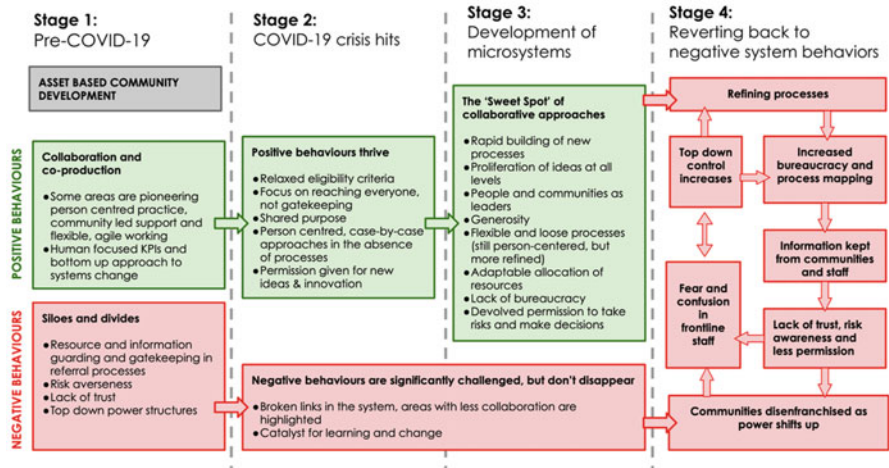 Stage 1:
Pre-COVID-19
Stage 2:
COVID-19 crisis hits
Stage 3:
Development of
microsystems
Stage 4:
Reverting back to
negative system behaviors
ASSET BASED COMMUNITY
DEVELOPMENT
POSITIVE BEHAVIOURS
Collaboration and
co-production
●Some areas are pioneering
person centred practice,
community led support and
flexible, agile working
●Human focused KPIs and
bottom up approach to
systems change
Positive behaviours thrive
●Relaxed eligibility criteria
●Focus on reaching everyone,
not gatekeeping
●Shared purpose
●Person centred, case-by-case
approaches in the absence
of processes
●Permission given for new
ideas & innovation
The 'Sweet Spot' of
collaborative approaches
●Rapid building of new
processes
●Proliferation of ideas at all
levels
●People and communities as
leaders
●Generosity
●Flexible and loose processes
(still person-centered, but
more refined)
●Adaptable allocation of
resources
●Lack of bureaucracy
●Devolved permission to take
risks and make decisions
NEGATIVE BEHAVIOURS
Siloes and divides
●Resource and information
guarding and gatekeeping in
referral processes
●Risk averseness
●Lack of trust
●Top down power structures
Negative behaviours are significantly challenged, but don't disappear
●Broken links in the system, areas with less collaboration are
highlighted
●Catalyst for learning and change
Refining processes
Top down
control
increases
Increased
bureaucracy and
process mapping
Information kept
from communities
and staff
Fear and
confusion in
frontline
staff
Lack of trust, risk
awareness and
less permission
Communities disenfranchised as
power shifts up